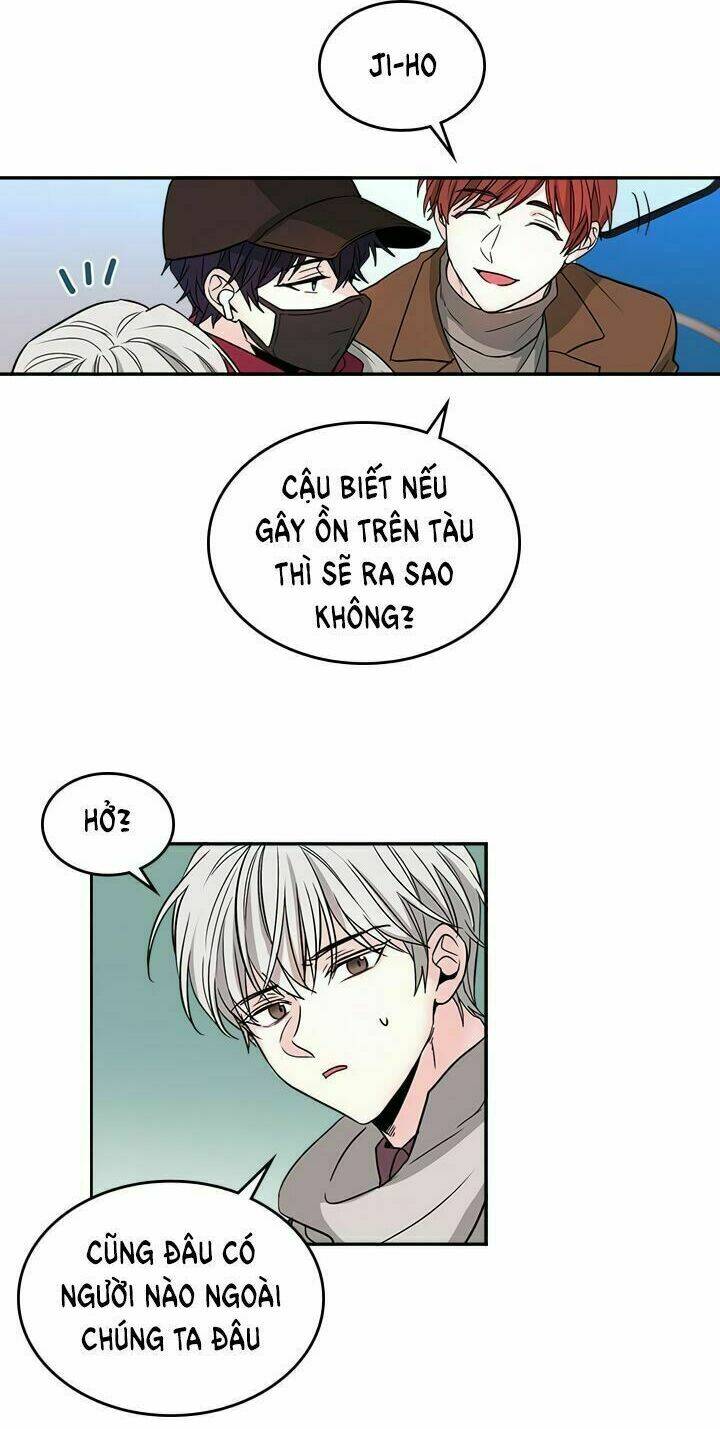 JI-HO
CẬU BIẾT NẾU
GÂY ỒN TRÊN TÀU
THÌ SẼ RA SAO
KHÔNG?
HỞ?
CŨNG ĐÂU CÓ
NGƯỜI NÀO NGOÀI
CHÚNG TA ĐÂU